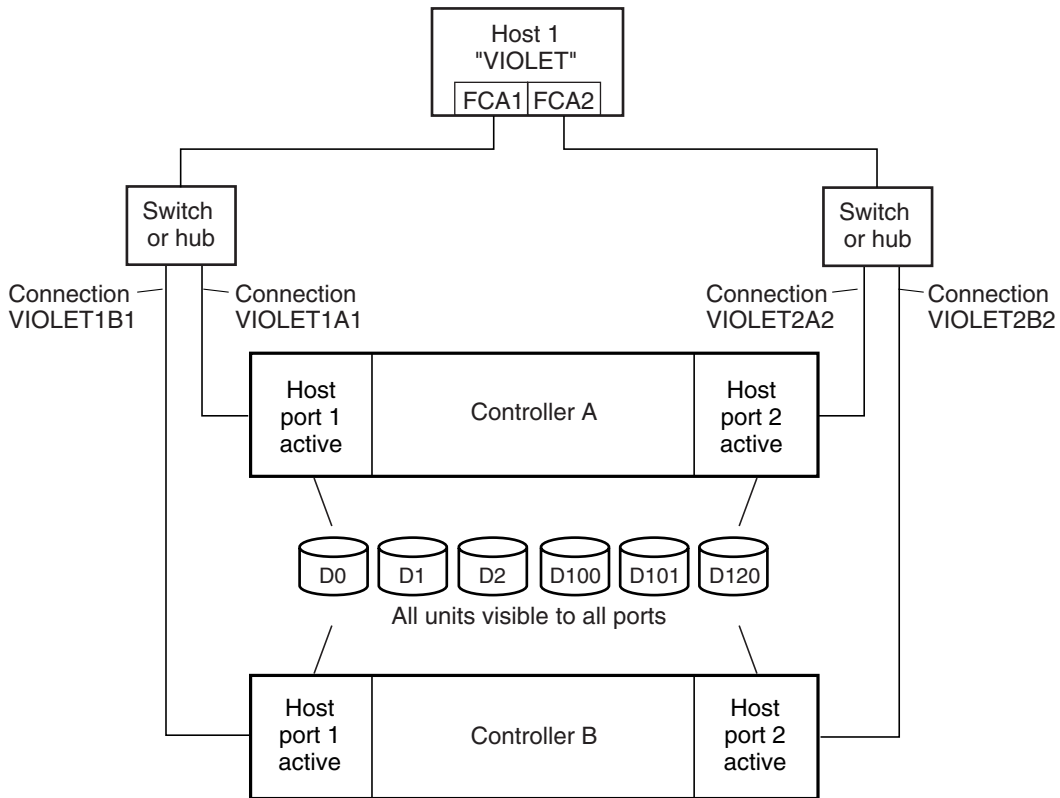 Host 1
"VIOLET"
FCA1 FCA2
Switch
or hub
Switch
or hub
Connection
VIOLET1B1
Connection
VIOLET1A1
Connection
VIOLET2A2
Connection
VIOLET2B2
Host
port 1
active
Controller A
Host
port 2
active
D0 D1 D2 D100 D101 D120
All units visible to all ports
Host
port 1
active
Controller B
Host
port 2
active